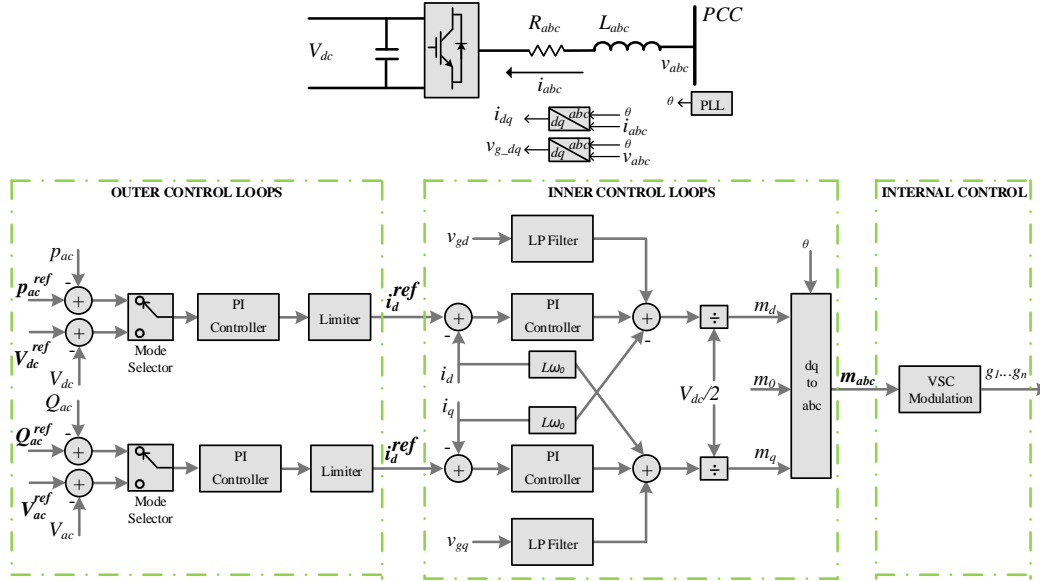 V_dc
R_abc
L_abc
PCC
v_abc
i_abc
θ
PLL
i_dq
dq
abc
θ
i_abc
v_g_dq
dq
abc
θ
v_abc
OUTER CONTROL LOOPS
INNER CONTROL LOOPS
INTERNAL CONTROL
p_ac
-
p_ac^ref
+
V_dc^ref
+
-
V_dc
Mode
Selector
PI
Controller
Limiter
i_d^ref
Q_ac
-
Q_ac^ref
+
V_ac^ref
+
-
V_ac
Mode
Selector
PI
Controller
Limiter
i_d^ref
v_gd
LP Filter
+
-
PI
Controller
+
-
÷
m_d
i_d
Lω₀
i_q
Lω₀
V_dc/2
m_0
-
+
PI
Controller
+
÷
m_q
v_gq
LP Filter
θ
dq
to
abc
m_abc
VSC
Modulation
g_1...g_n